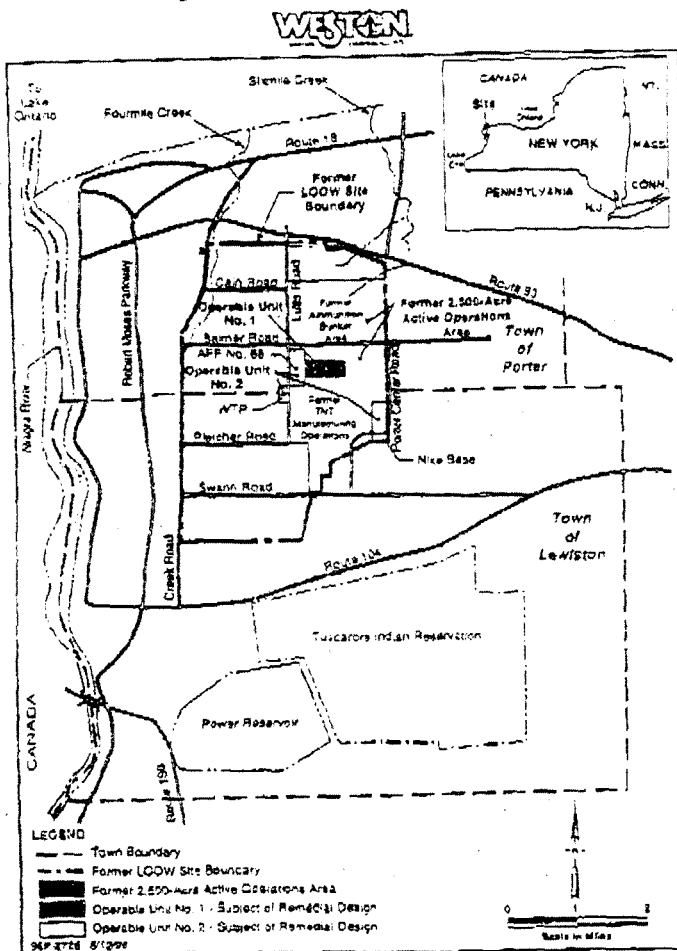 WESTON
To
Lake
Ontario
Sixmile Creek
Fourmile Creek
Route 18
Former
LOOW Site
Boundary
CANADA
Site
Lake
Ontario
VT.
NEW YORK
MASS
PENNSYLVANIA
CONN.
N.J.
Cain Road
Lutts Road
Operable Unit
No. 1
Former
Ammunition
Bunker
Area
Former 2,500-Acre
Active Operations
Area
Route 93
Town
of
Porter
Balmer Road
AFP No. 68
Operable Unit
No. 2
WTP
Former
TNT
Manufacturing
Operations
Porter Center Road
Robert Moses Parkway
Niagra River
Pletcher Road
Nike Base
Swann Road
Town
of
Lewiston
Creek Road
Route 104
Tuscarora Indian Reservation
Power Reservoir
CANADA
Route 198
LEGEND
Town Boundary
Former LOOW Site Boundary
Former 2,500-Acre Active Operations Area
Operable Unit No. 1 - Subject of Remedial Design
Operable Unit No. 2 - Subject of Remedial Design
0 1 2
Scale in Miles